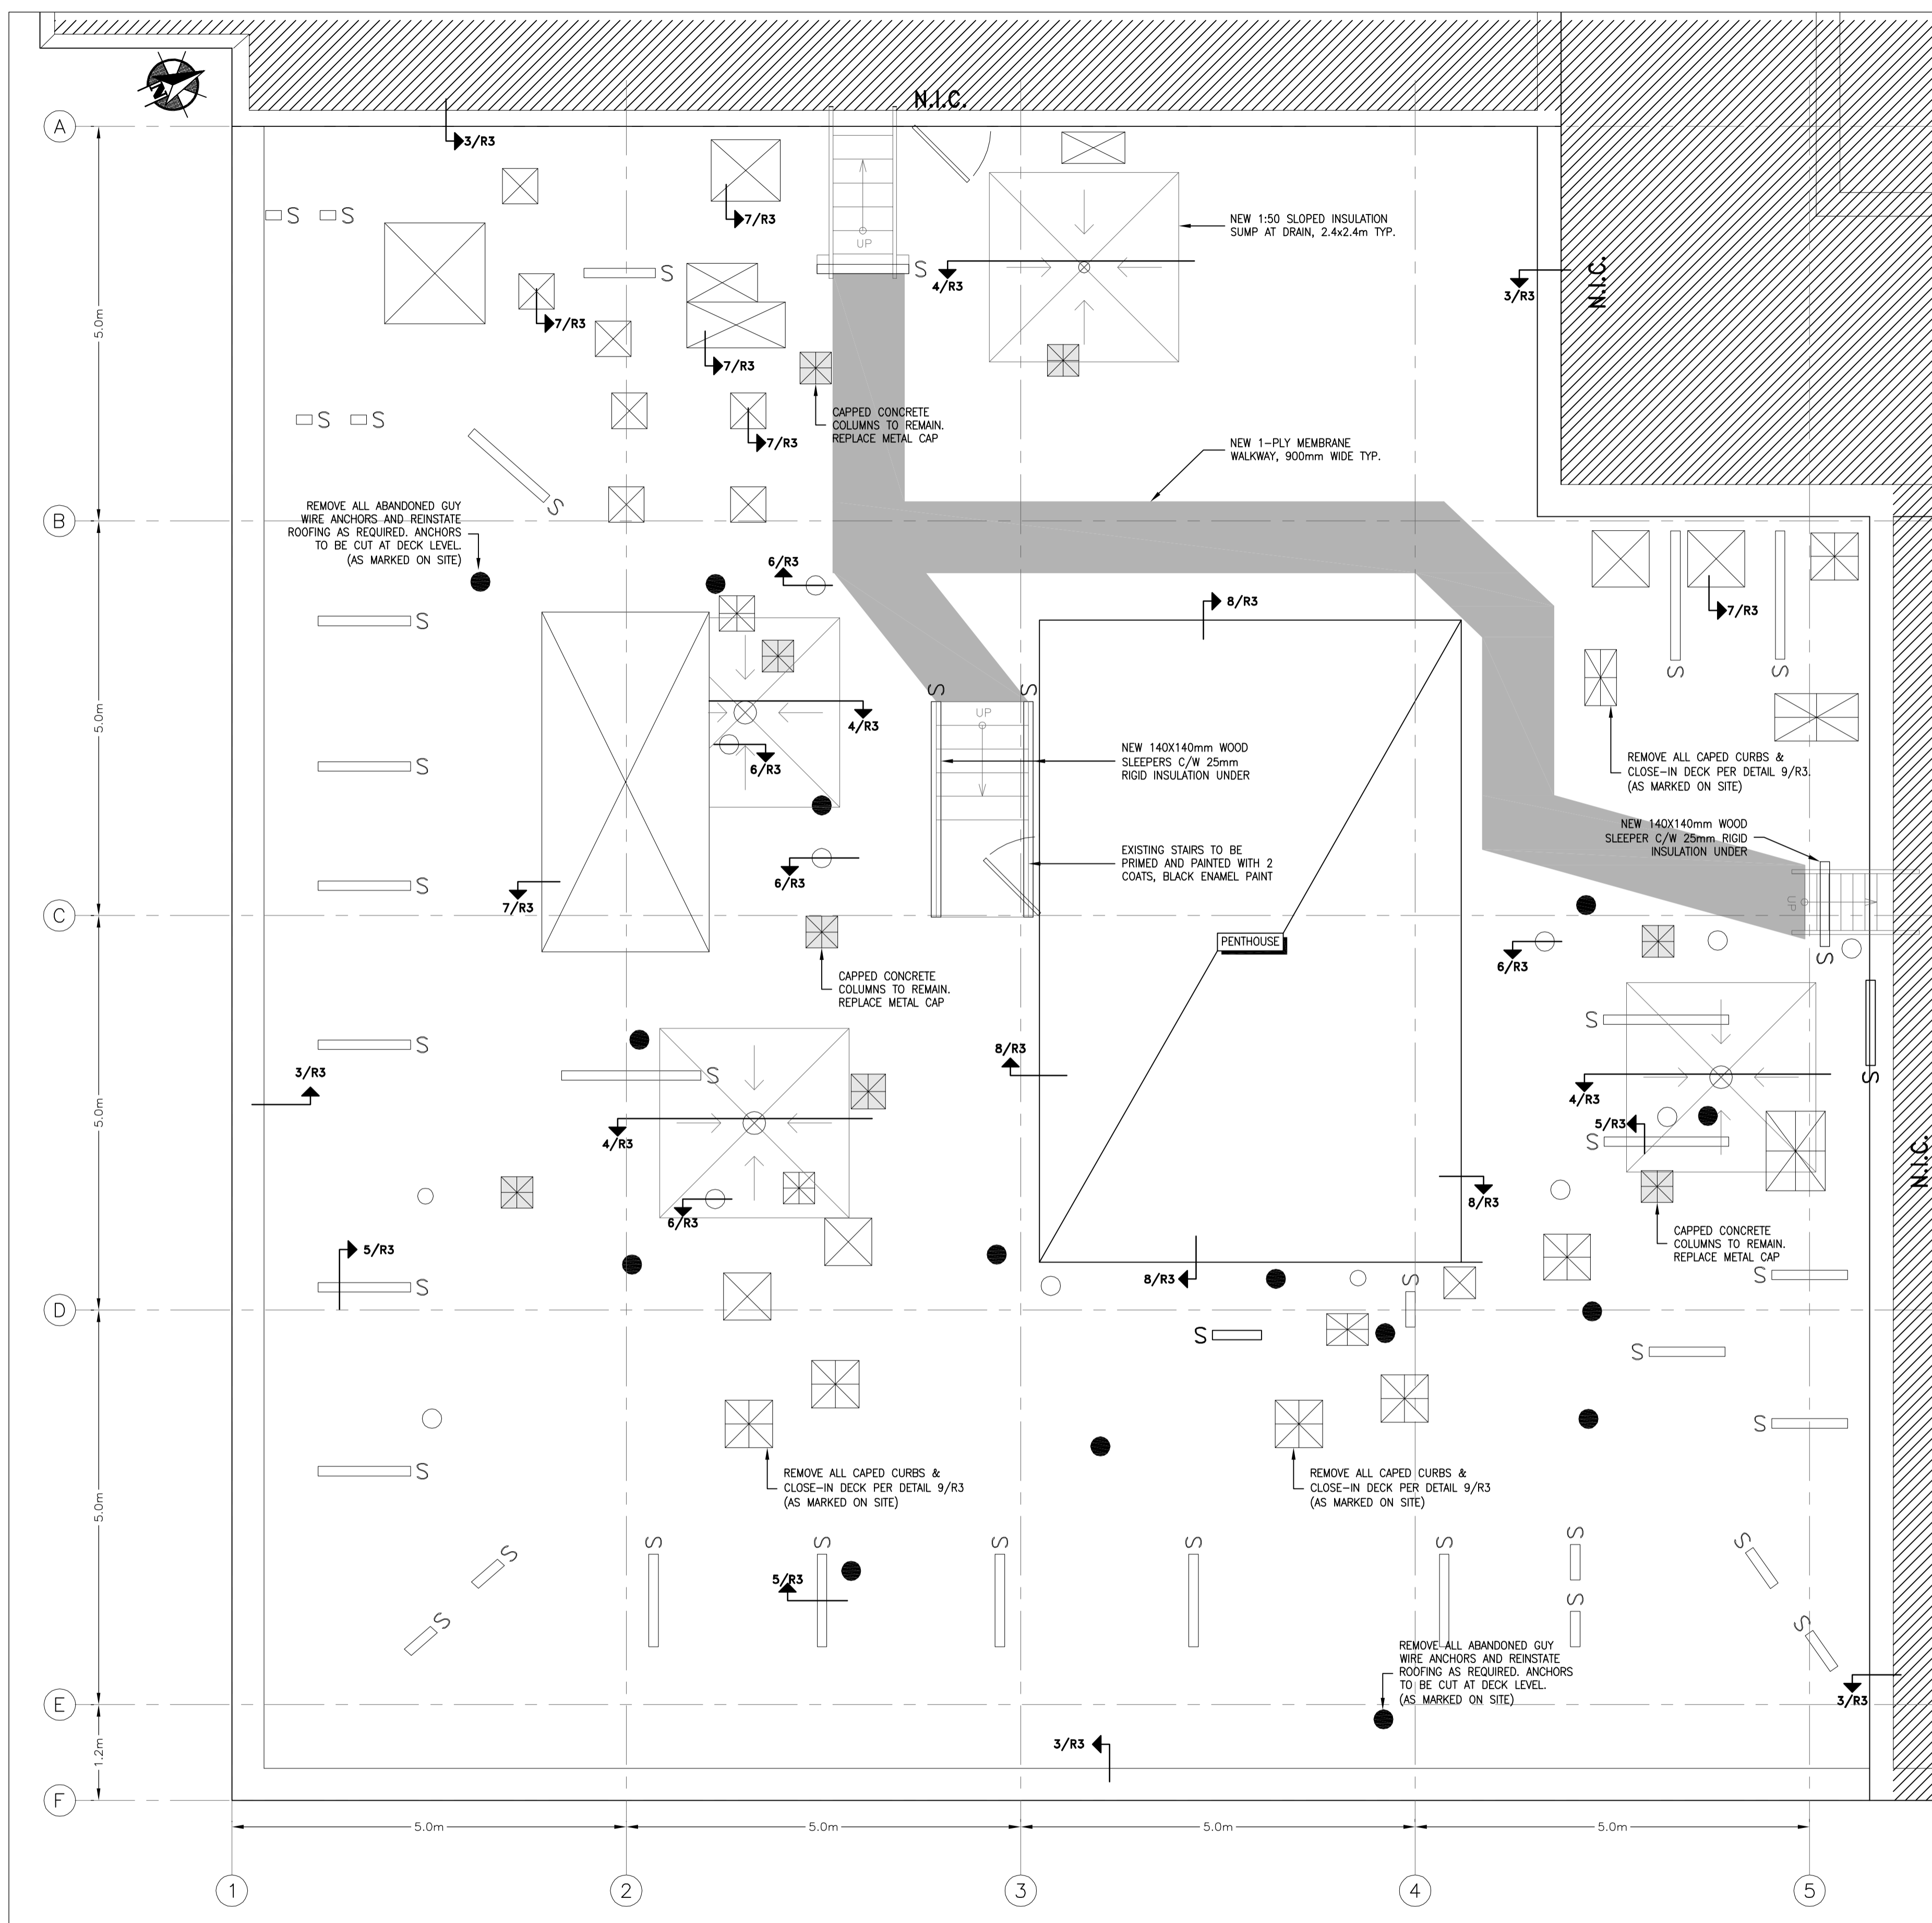 N.I.C.
N
A
3/R3
S
S
7/R3
UP
NEW 1:50 SLOPED INSULATION
SUMP AT DRAIN, 2.4x2.4m TYP.
N.I.C.
S
S
4/R3
3/R3
5.0m
7/R3
7/R3
CAPPED CONCRETE
COLUMNS TO REMAIN.
REPLACE METAL CAP
S
S
7/R3
NEW 1-PLY MEMBRANE
WALKWAY, 900mm WIDE TYP.
S
REMOVE ALL ABANDONED GUY
WIRE ANCHORS AND REINSTATE
ROOFING AS REQUIRED. ANCHORS
TO BE CUT AT DECK LEVEL.
(AS MARKED ON SITE)
B
6/R3
8/R3
7/R3
S
S
S
S
S
UP
4/R3
5.0m
6/R3
S
NEW 140X140mm WOOD
SLEEPERS C/W 25mm
RIGID INSULATION UNDER
REMOVE ALL CAPED CURBS &
CLOSE-IN DECK PER DETAIL 9/R3.
(AS MARKED ON SITE)
NEW 140X140mm WOOD
SLEEPER C/W 25mm RIGID
INSULATION UNDER
EXISTING STAIRS TO BE
PRIMED AND PAINTED WITH 2
COATS, BLACK ENAMEL PAINT
6/R3
S
7/R3
UP
C
PENTHOUSE
6/R3
S
CAPPED CONCRETE
COLUMNS TO REMAIN.
REPLACE METAL CAP
S
S
8/R3
3/R3
S
S
4/R3
5.0m
4/R3
5/R3
S
N.I.C.
8/R3
6/R3
CAPPED CONCRETE
COLUMNS TO REMAIN.
REPLACE METAL CAP
5/R3
8/R3
S
S
S
D
S
S
S
S
REMOVE ALL CAPED CURBS &
CLOSE-IN DECK PER DETAIL 9/R3
(AS MARKED ON SITE)
REMOVE ALL CAPED CURBS &
CLOSE-IN DECK PER DETAIL 9/R3
(AS MARKED ON SITE)
5.0m
S
S
S
S
S
S
S
S
5/R3
S
S
S
REMOVE ALL ABANDONED GUY
WIRE ANCHORS AND REINSTATE
ROOFING AS REQUIRED. ANCHORS
TO BE CUT AT DECK LEVEL.
(AS MARKED ON SITE)
3/R3
E
3/R3
1.2m
F
5.0m
5.0m
5.0m
5.0m
1
2
3
4
5